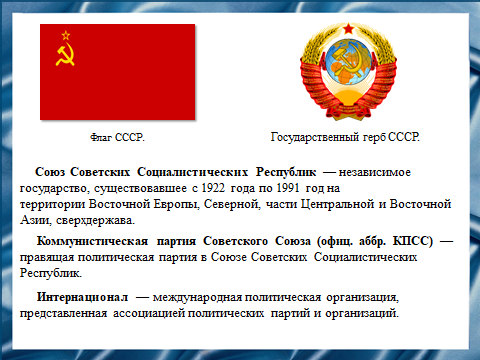 Флаг СССР.
Государственный герб СССР.
Союз Советских Социалистических Республик — независимое
государство, существовавшее с 1922 года по 1991 год на
территории Восточной Европы, Северной, части Центральной и Восточной
Азии, сверхдержава.
Коммунистическая партия Советского Союза (офиц. аббр. КПСС) —
правящая политическая партия в Союзе Советских Социалистических
Республик.
Интернационал — международная политическая организация,
представленная ассоциацией политических партий и организаций.